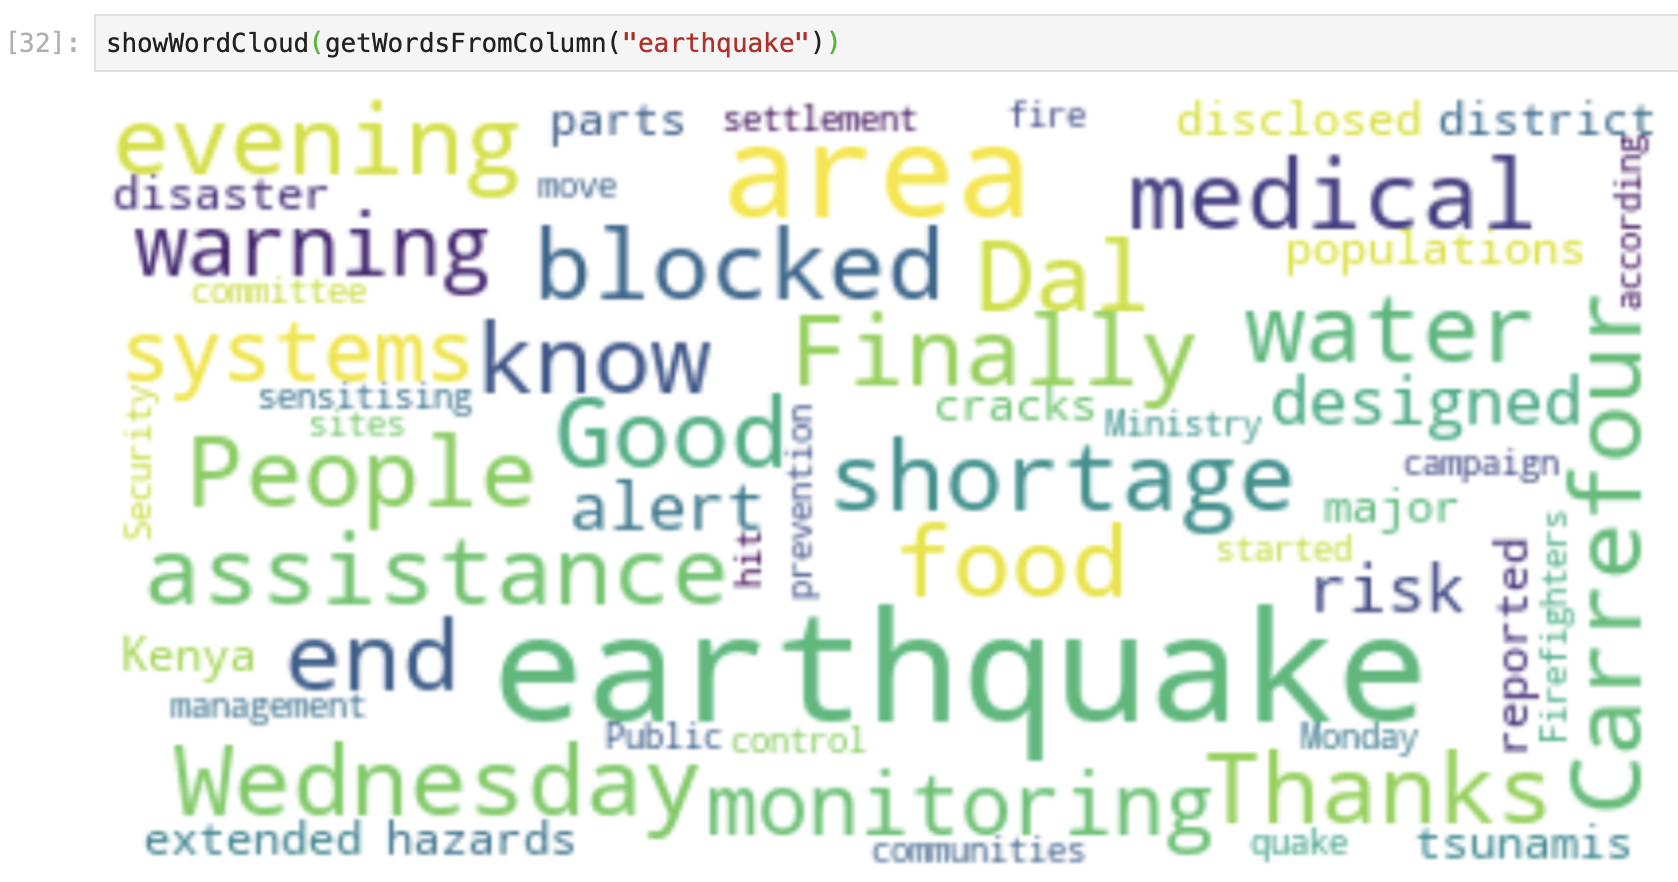 [32]: showWordCloud(getWordsFromColumn("earthquake"))
evening parts settlement fire disclosed district
disaster move area medical according
warning blocked Dal populations
committee
systems know Finally water
sensitising cracks Ministry designed
sites Good
Security People alert prevention shortage campaign
major Carrefour
assistance hit food started risk reported Firefighters
Kenya end earthquake
management Public control Monday
Wednesday monitoring Thanks
extended hazards communities quake tsunamis